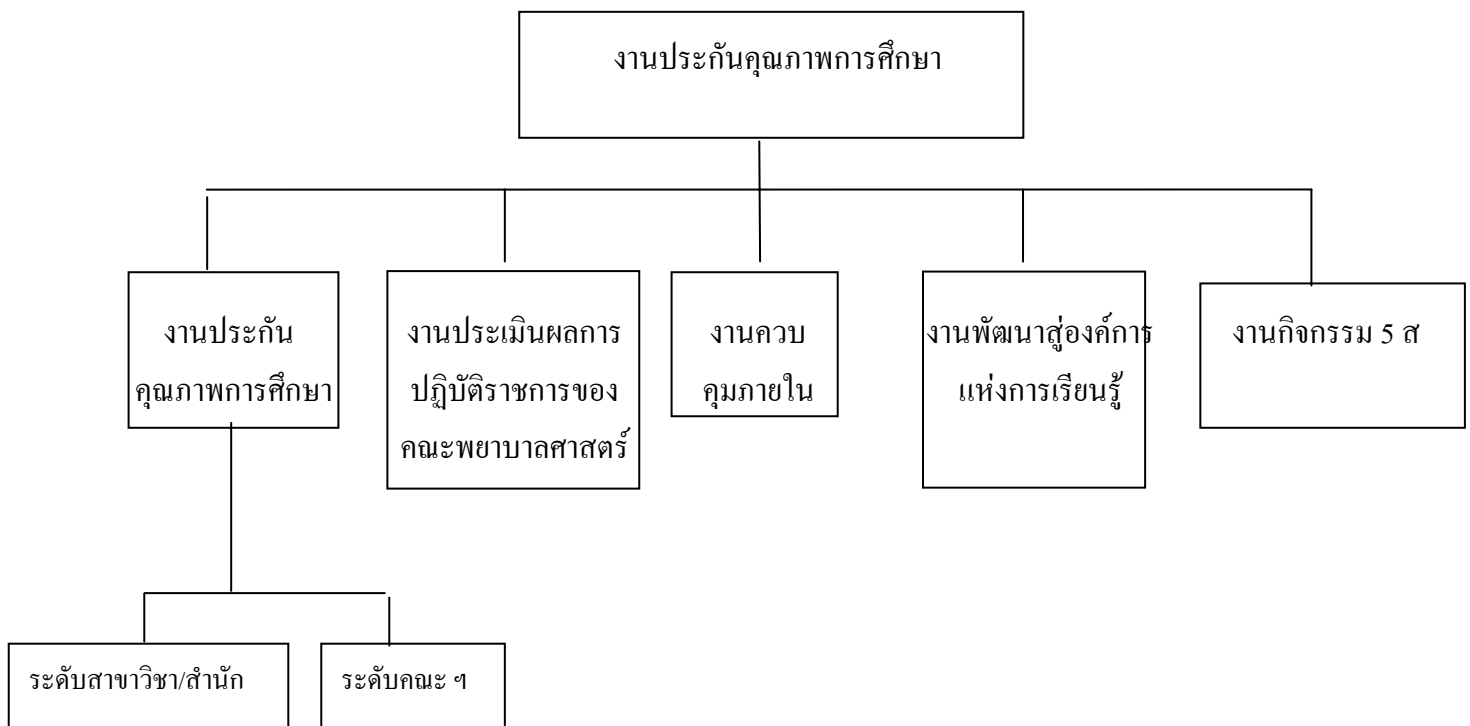 งานประกันคุณภาพการศึกษา
งานประกัน
คุณภาพการศึกษา
งานประเมินผลการ
ปฏิบัติราชการของ
คณะพยาบาลศาสตร์
งานควบ
คุมภายใน
งานพัฒนาสู่องค์การ
แห่งการเรียนรู้
งานกิจกรรม 5 ส
ระดับสาขาวิชา/สำนัก
ระดับคณะ ฯ